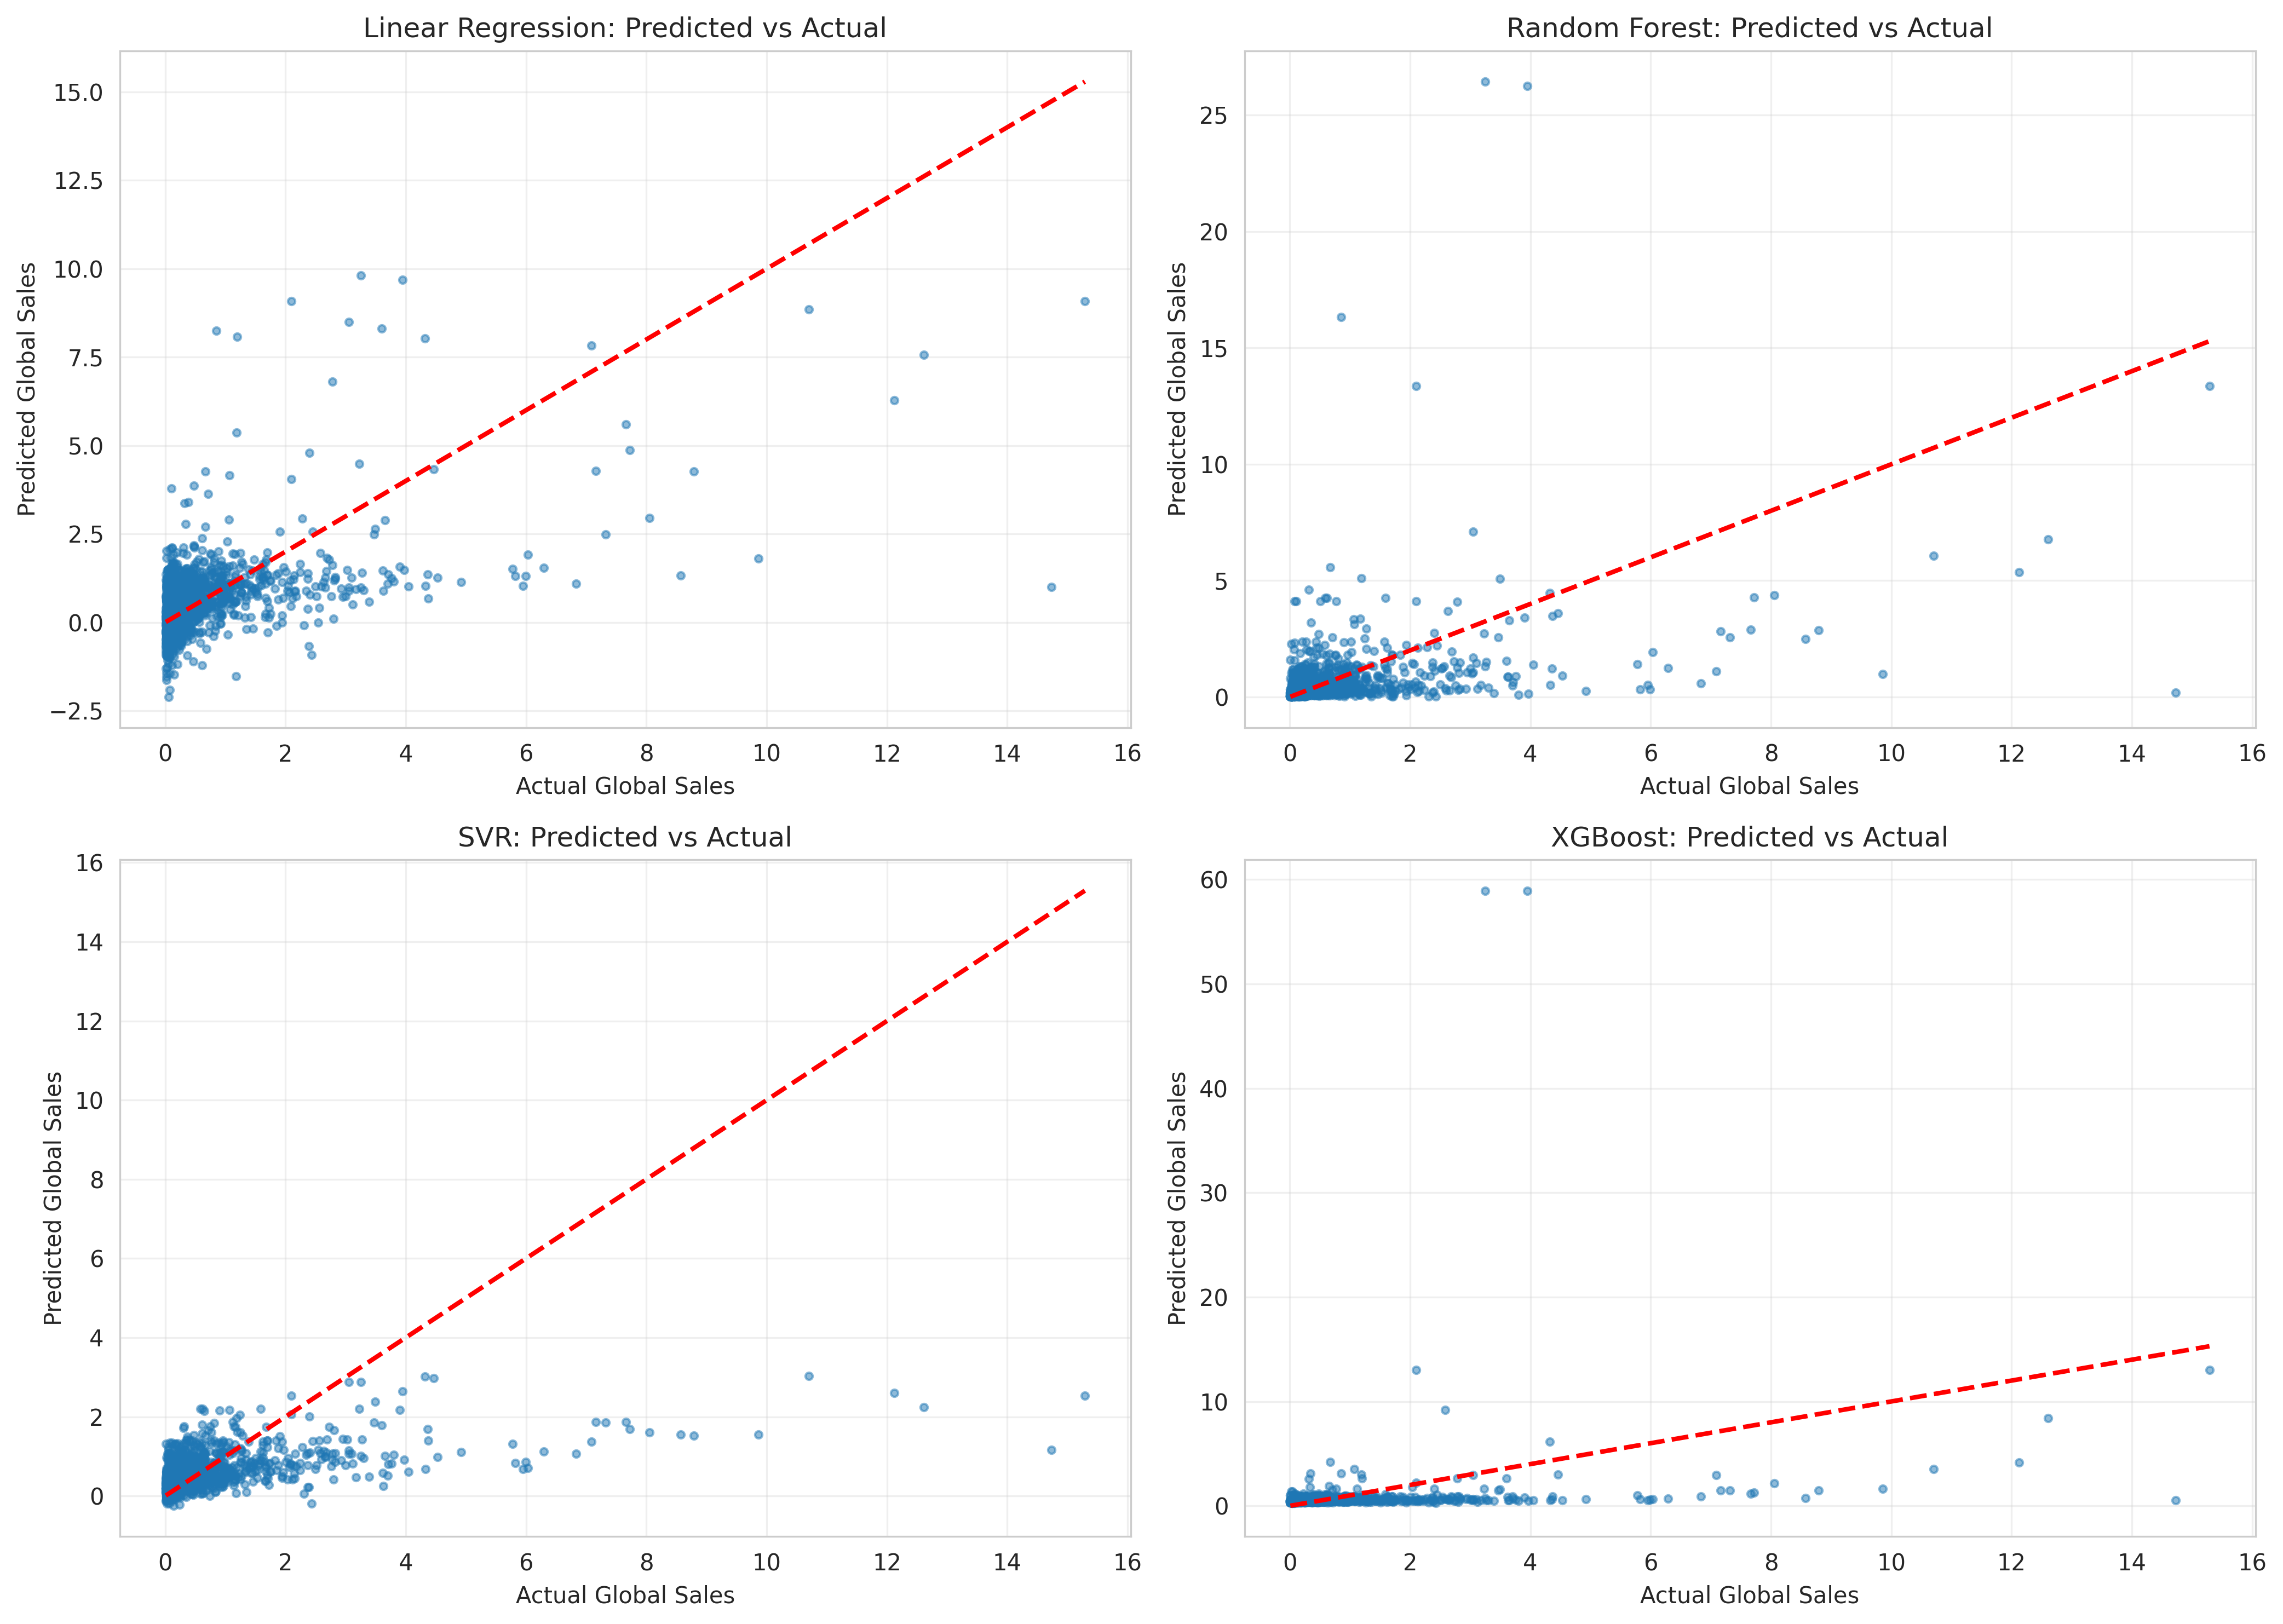 Linear Regression: Predicted vs Actual
Predicted Global Sales
15.0
12.5
10.0
7.5
5.0
2.5
0.0
−2.5
0 2 4 6 8 10 12 14 16
Actual Global Sales
Random Forest: Predicted vs Actual
Predicted Global Sales
25
20
15
10
5
0
0 2 4 6 8 10 12 14 16
Actual Global Sales
SVR: Predicted vs Actual
Predicted Global Sales
16
14
12
10
8
6
4
2
0
0 2 4 6 8 10 12 14 16
Actual Global Sales
XGBoost: Predicted vs Actual
Predicted Global Sales
60
50
40
30
20
10
0
0 2 4 6 8 10 12 14 16
Actual Global Sales